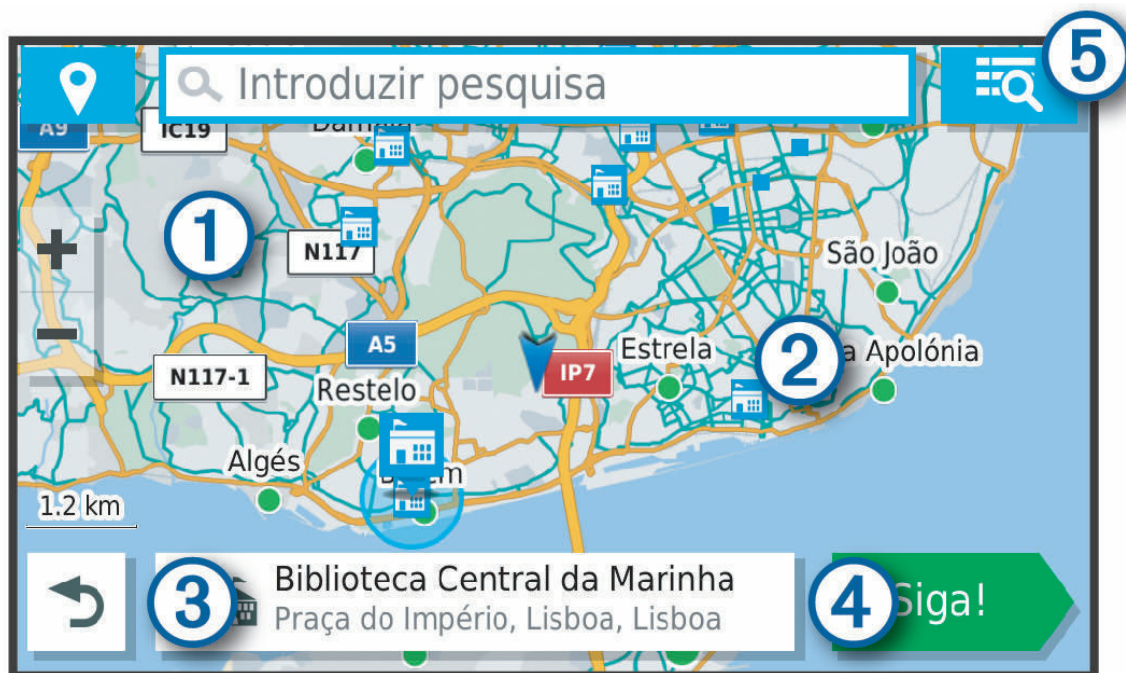 5
Introduzir pesquisa
A9
IC19
Damaia
1
+
N117
São João
−
A5
2
Estrela
a Apolónia
IP7
N117-1
Restelo
Algés
1.2 km
3
Biblioteca Central da Marinha
Praça do Império, Lisboa, Lisboa
4
Siga!